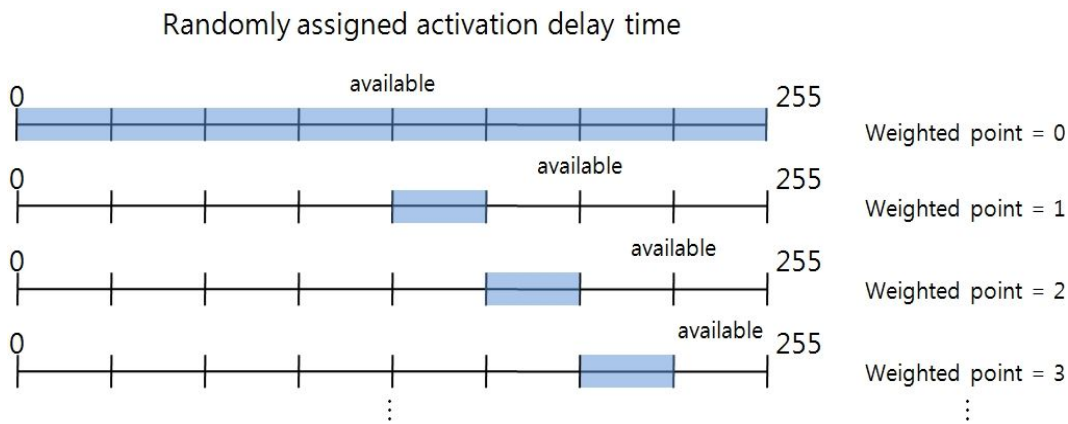 Randomly assigned activation delay time
available
0 255 Weighted point = 0
available
0 255 Weighted point = 1
available
0 255 Weighted point = 2
available
0 255 Weighted point = 3
⋮ ⋮